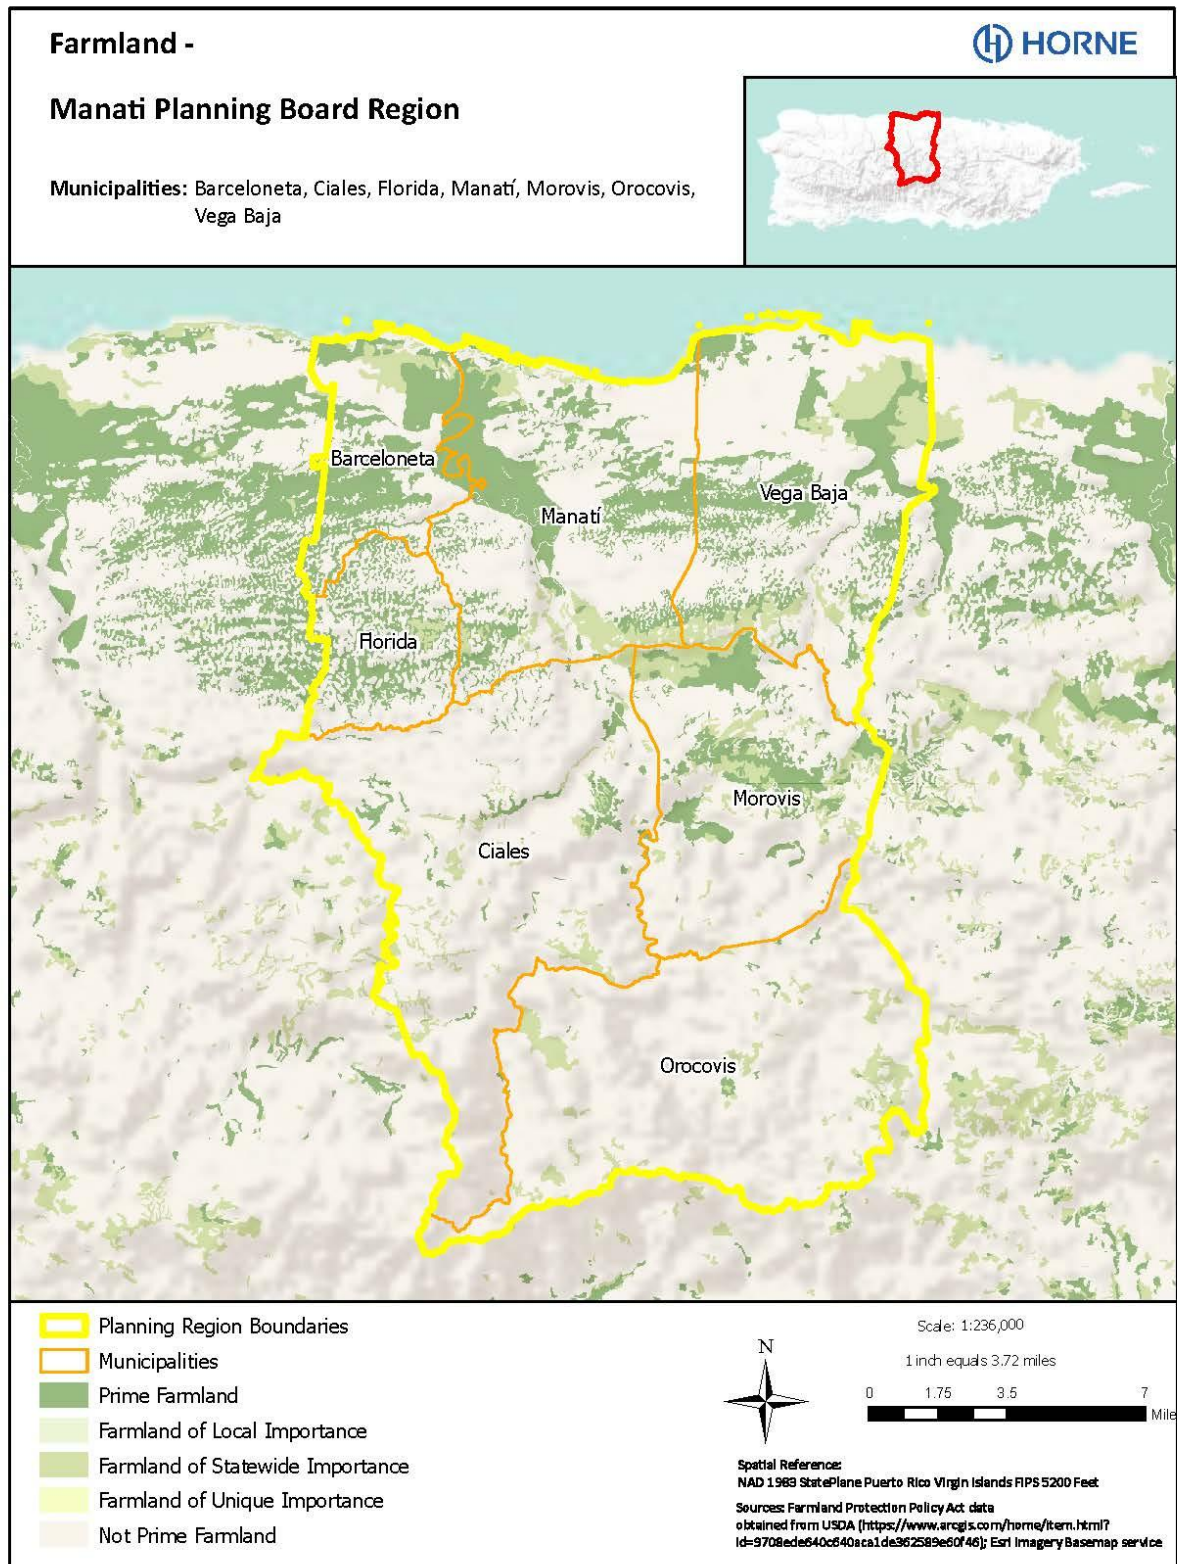 Farmland -
HORNE
Manati Planning Board Region
Municipalities: Barceloneta, Ciales, Florida, Manatí, Morovis, Orocovis,
Vega Baja
Barceloneta
Vega Baja
Manatí
Florida
Morovis
Ciales
Orocovis
Planning Region Boundaries
Municipalities
Prime Farmland
Farmland of Local Importance
Farmland of Statewide Importance
Farmland of Unique Importance
Not Prime Farmland
N
Scale: 1:236,000
1 inch equals 3.72 miles
0 1.75 3.5 7
Mile
Spatial Reference:
NAD 1983 StatePlane Puerto Rico Virgin Islands FIPS 5200 Feet
Sources: Farmland Protection Policy Act data
obtained from USDA (https://www.arcgis.com/home/item.html?
id=9708ede640c640aca1de362589e60f46); Esri Imagery Basemap service